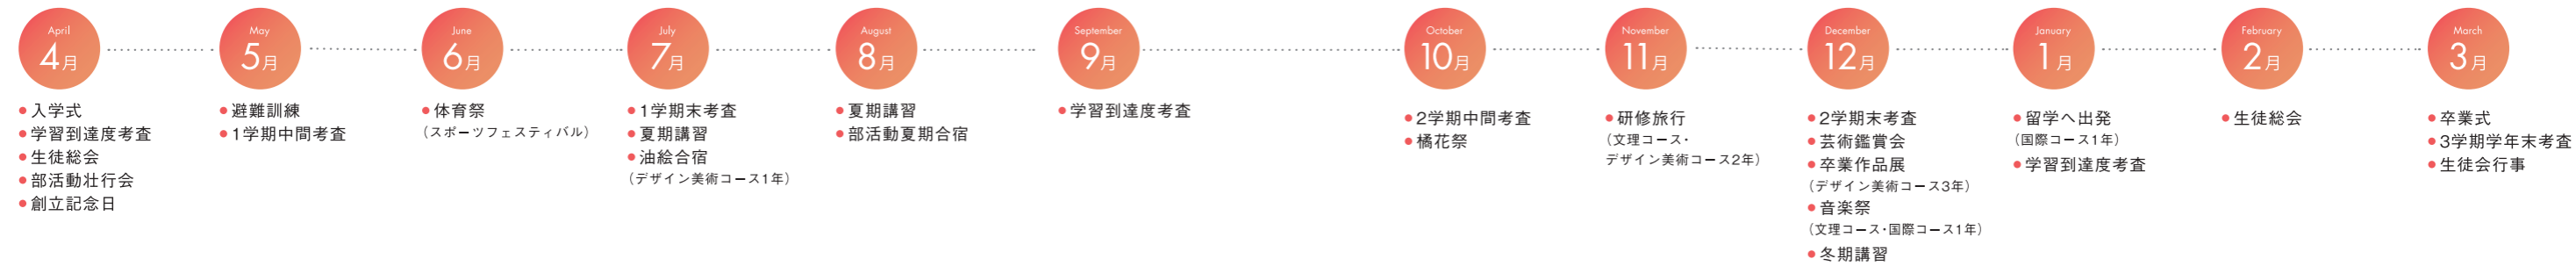 April
4月
● 入学式
● 学習到達度考査
● 生徒総会
● 部活動壮行会
● 創立記念日
May
5月
● 避難訓練
● 1学期中間考査
June
6月
● 体育祭
（スポーツフェスティバル）
July
7月
● 1学期末考査
● 夏期講習
● 油絵合宿
（デザイン美術コース1年）
August
8月
● 夏期講習
● 部活動夏期合宿
September
9月
● 学習到達度考査
October
10月
● 2学期中間考査
● 橘花祭
November
11月
● 研修旅行
（文理コース・
デザイン美術コース2年）
December
12月
● 2学期末考査
● 芸術鑑賞会
● 卒業作品展
（デザイン美術コース3年）
● 音楽祭
（文理コース・国際コース1年）
● 冬期講習
January
1月
● 留学へ出発
（国際コース1年）
● 学習到達度考査
February
2月
● 生徒総会
March
3月
● 卒業式
● 3学期学年末考査
● 生徒会行事